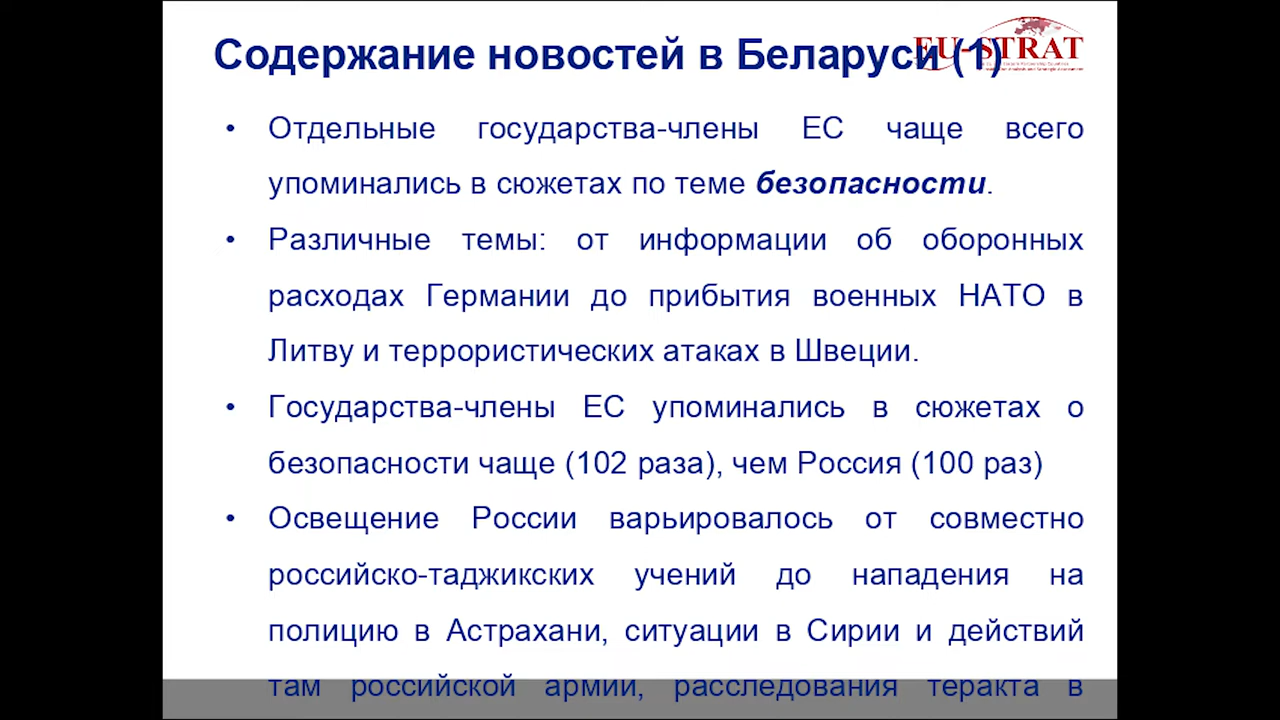 Содержание новостей в Беларуси (1)
EU-STRAT
• Отдельные государства-члены ЕС чаще всего
упоминались в сюжетах по теме безопасности.
• Различные темы: от информации об оборонных
расходах Германии до прибытия военных НАТО в
Литву и террористических атаках в Швеции.
• Государства-члены ЕС упоминались в сюжетах о
безопасности чаще (102 раза), чем Россия (100 раз)
• Освещение России варьировалось от совместно
российско-таджикских учений до нападения на
полицию в Астрахани, ситуации в Сирии и действий
там российской армии, расследования теракта в